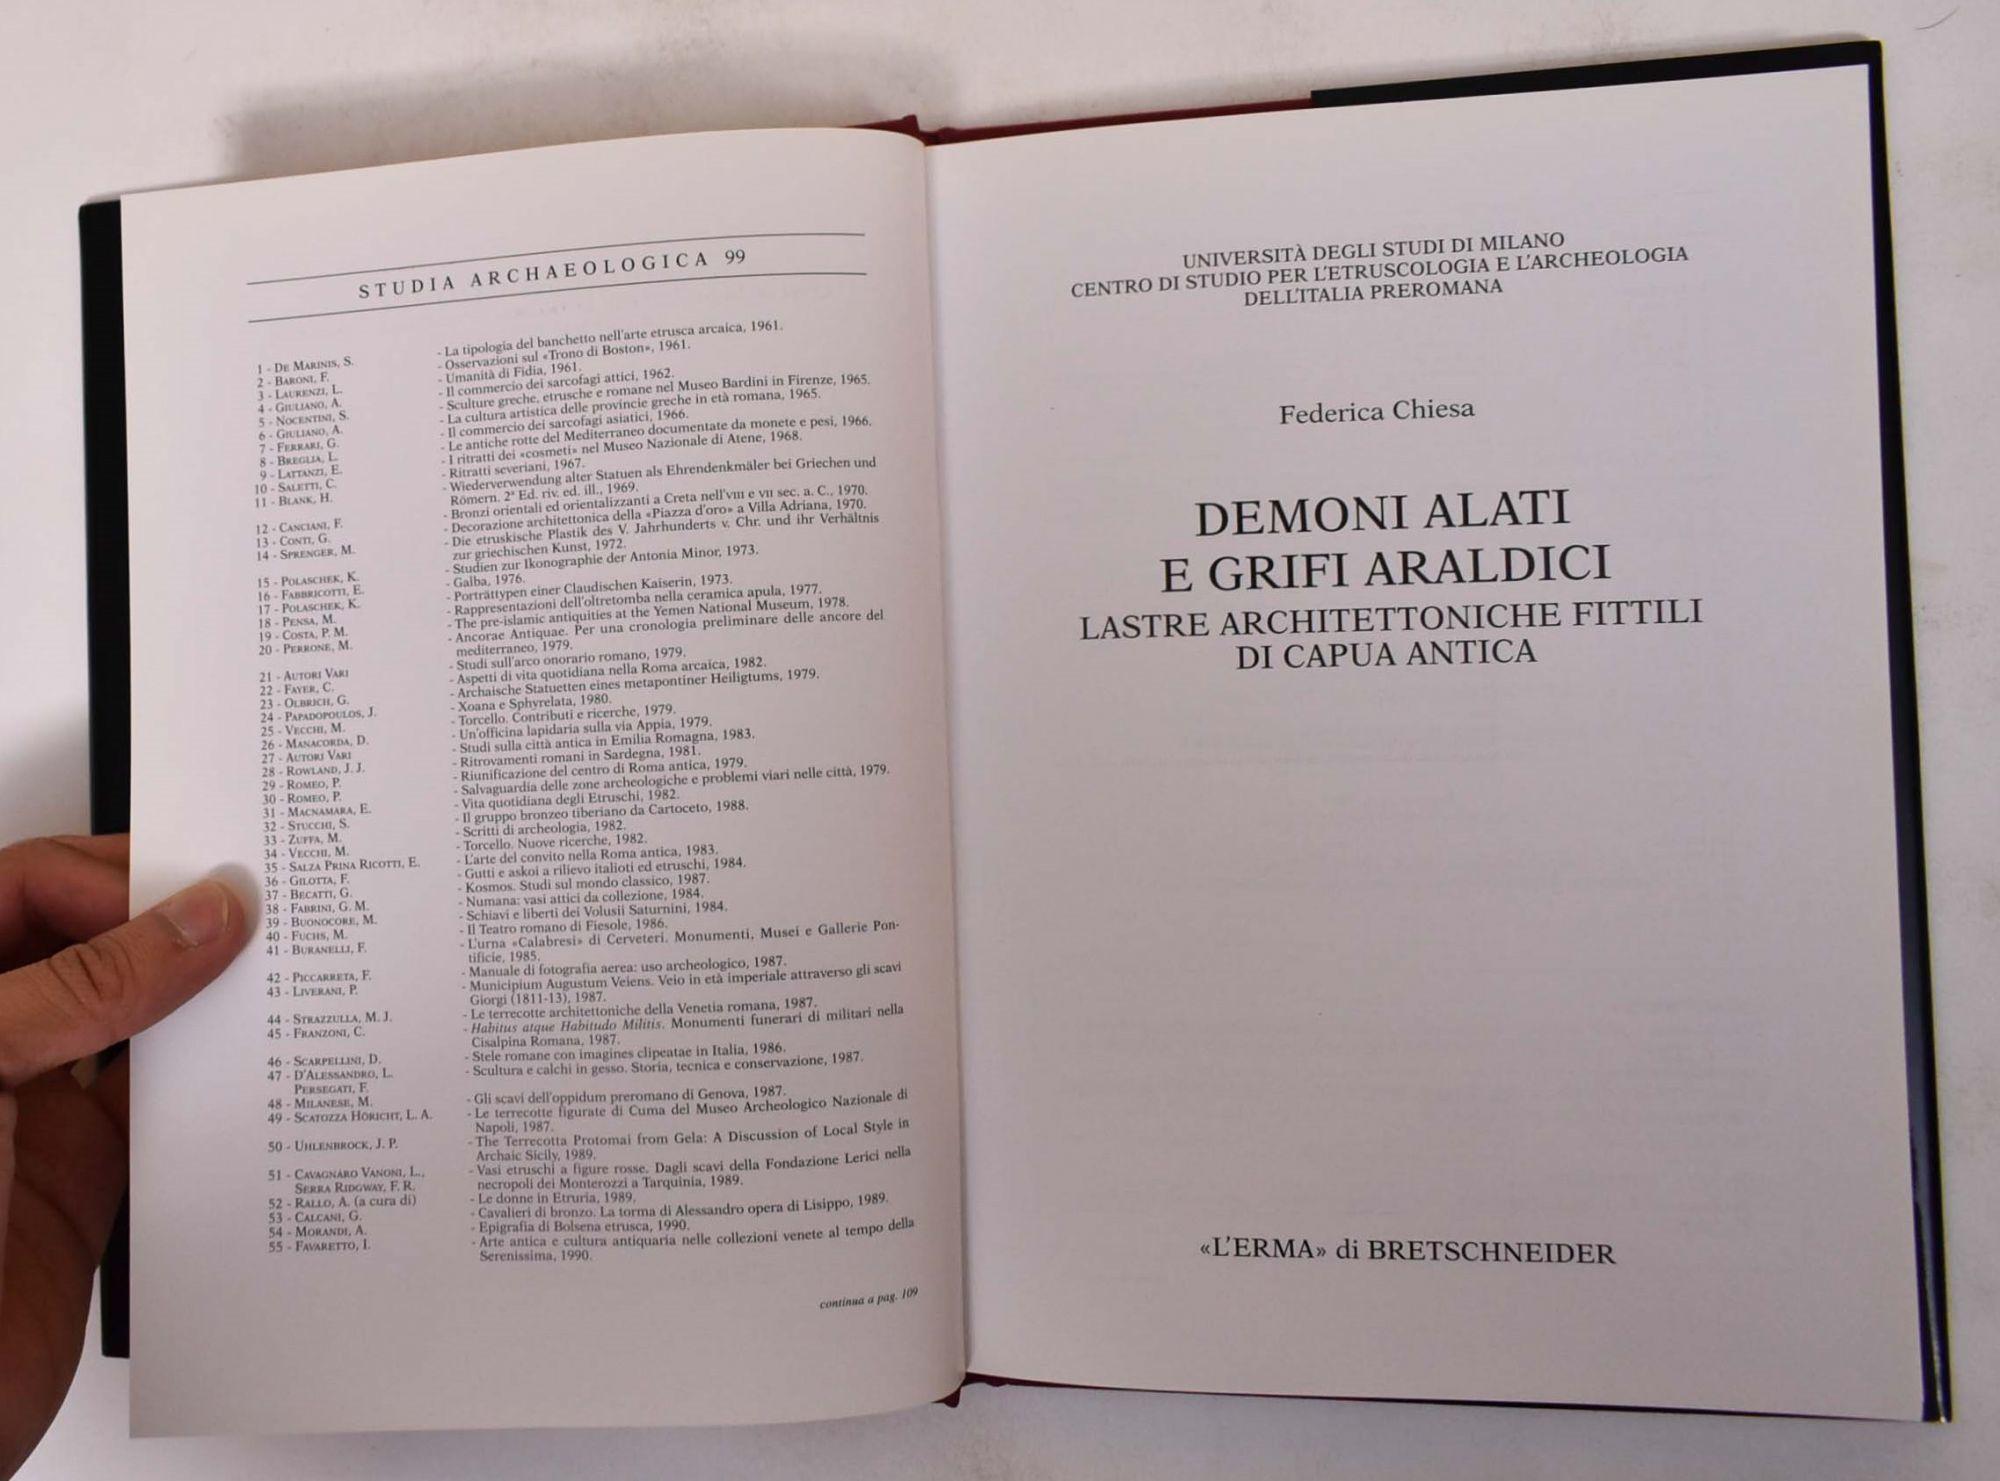 STUDIA ARCHAEOLOGICA 99
1 - DE MARINIS, S. - La tipologia del banchetto nell'arte etrusca arcaica, 1961.
2 - BARONI, F. - Osservazioni sul «Trono di Boston», 1961.
3 - LAURENZI, L. - Umanità di Fidia, 1961.
4 - GIULIANO, A. - Il commercio dei sarcofagi attici, 1962.
5 - NOCENTINI, S. - Sculture greche, etrusche e romane nel Museo Bardini in Firenze, 1965.
6 - GIULIANO, A. - La cultura artistica delle provincie greche in età romana, 1965.
7 - FERRARI, G. - Il commercio dei sarcofagi asiatici, 1966.
8 - BREGLIA, L. - Le antiche rotte del Mediterraneo documentate da monete e pesi, 1966.
9 - LATTANZI, E. - I ritratti dei «cosmeti» nel Museo Nazionale di Atene, 1968.
10 - SALETTI, C. - Ritratti severiani, 1967.
11 - BLANK, H. - Wiederverwendung alter Statuen als Ehrendenkmäler bei Griechen und
Römern. 2ª Ed. riv. ed. ill., 1969.
12 - CANCIANI, F. - Bronzi orientali ed orientalizzanti a Creta nell'VIII e VII sec. a. C., 1970.
13 - CONTI, G. - Decorazione architettonica della «Piazza d'oro» a Villa Adriana, 1970.
14 - SPRENGER, M. - Die etruskische Plastik des V. Jahrhunderts v. Chr. und ihr Verhältnis
zur griechischen Kunst, 1972.
15 - POLASCHEK, K. - Studien zur Ikonographie der Antonia Minor, 1973.
16 - FABBRICOTTI, E. - Galba, 1976.
17 - POLASCHEK, K. - Porträttypen einer Claudischen Kaiserin, 1973.
18 - PENSA, M. - Rappresentazioni dell'oltretomba nella ceramica apula, 1977.
19 - COSTA, P. M. - The pre-islamic antiquities at the Yemen National Museum, 1978.
20 - PERRONE, M. - Ancorae Antiquae. Per una cronologia preliminare delle ancore del
mediterraneo, 1979.
21 - AUTORI VARI - Studi sull'arco onorario romano, 1979.
22 - FAYER, C. - Aspetti di vita quotidiana nella Roma arcaica, 1982.
23 - OLBRICH, G. - Archaische Statuetten eines metapontiner Heiligtums, 1979.
24 - PAPADOPOULOS, J. - Xoana e Sphyrelata, 1980.
25 - VECCHI, M. - Torcello. Contributi e ricerche, 1979.
26 - MANACORDA, D. - Un'officina lapidaria sulla via Appia, 1979.
27 - AUTORI VARI - Studi sulla città antica in Emilia Romagna, 1983.
28 - ROWLAND, J. J. - Ritrovamenti romani in Sardegna, 1981.
29 - ROMEO, P. - Riunificazione del centro di Roma antica, 1979.
30 - ROMEO, P. - Salvaguardia delle zone archeologiche e problemi viari nelle città, 1979.
31 - MACNAMARA, E. - Vita quotidiana degli Etruschi, 1982.
32 - STUCCHI, S. - Il gruppo bronzeo tiberiano da Cartoceto, 1988.
33 - ZUFFA, M. - Scritti di archeologia, 1982.
34 - VECCHI, M. - Torcello. Nuove ricerche, 1982.
35 - SALZA PRINA RICOTTI, E. - L'arte del convito nella Roma antica, 1983.
36 - GILOTTA, F. - Gutti e askoi a rilievo italioti ed etruschi, 1984.
37 - BECATTI, G. - Kosmos. Studi sul mondo classico, 1987.
38 - FABRINI, G. M. - Numana: vasi attici da collezione, 1984.
39 - BUONOCORE, M. - Schiavi e liberti dei Volusii Saturnini, 1984.
40 - FUCHS, M. - Il Teatro romano di Fiesole, 1986.
41 - BURANELLI, F. - L'urna «Calabresi» di Cerveteri. Monumenti, Musei e Gallerie Pon-
tificie, 1985.
42 - PICCARRETA, F. - Manuale di fotografia aerea: uso archeologico, 1987.
43 - LIVERANI, P. - Municipium Augustum Veiens. Veio in età imperiale attraverso gli scavi
Giorgi (1811-13), 1987.
44 - STRAZZULLA, M. J. - Le terrecotte architettoniche della Venetia romana, 1987.
45 - FRANZONI, C. - Habitus atque Habitudo Militis. Monumenti funerari di militari nella
Cisalpina Romana, 1987.
46 - SCARPELLINI, D. - Stele romane con imagines clipeatae in Italia, 1986.
47 - D'ALESSANDRO, L. - Scultura e calchi in gesso. Storia, tecnica e conservazione, 1987.
PERSEGATI, F.
48 - MILANESE, M. - Gli scavi dell'oppidum preromano di Genova, 1987.
49 - SCATOZZA HÖRICHT, L. A. - Le terrecotte figurate di Cuma del Museo Archeologico Nazionale di
Napoli, 1987.
50 - UHLENBROCK, J. P. - The Terrecotta Protomai from Gela: A Discussion of Local Style in
Archaic Sicily, 1989.
51 - CAVAGNARO VANONI, L., - Vasi etruschi a figure rosse. Dagli scavi della Fondazione Lerici nella
SERRA RIDGWAY, F. R. necropoli dei Monterozzi a Tarquinia, 1989.
52 - RALLO, A. (a cura di) - Le donne in Etruria, 1989.
53 - CALCANI, G. - Cavalieri di bronzo. La torma di Alessandro opera di Lisippo, 1989.
54 - MORANDI, A. - Epigrafia di Bolsena etrusca, 1990.
55 - FAVARETTO, I. - Arte antica e cultura antiquaria nelle collezioni venete al tempo della
Serenissima, 1990.
continua a pag. 109
UNIVERSITÀ DEGLI STUDI DI MILANO
CENTRO DI STUDIO PER L'ETRUSCOLOGIA E L'ARCHEOLOGIA
DELL'ITALIA PREROMANA
Federica Chiesa
DEMONI ALATI
E GRIFI ARALDICI
LASTRE ARCHITETTONICHE FITTILI
DI CAPUA ANTICA
«L'ERMA» di BRETSCHNEIDER